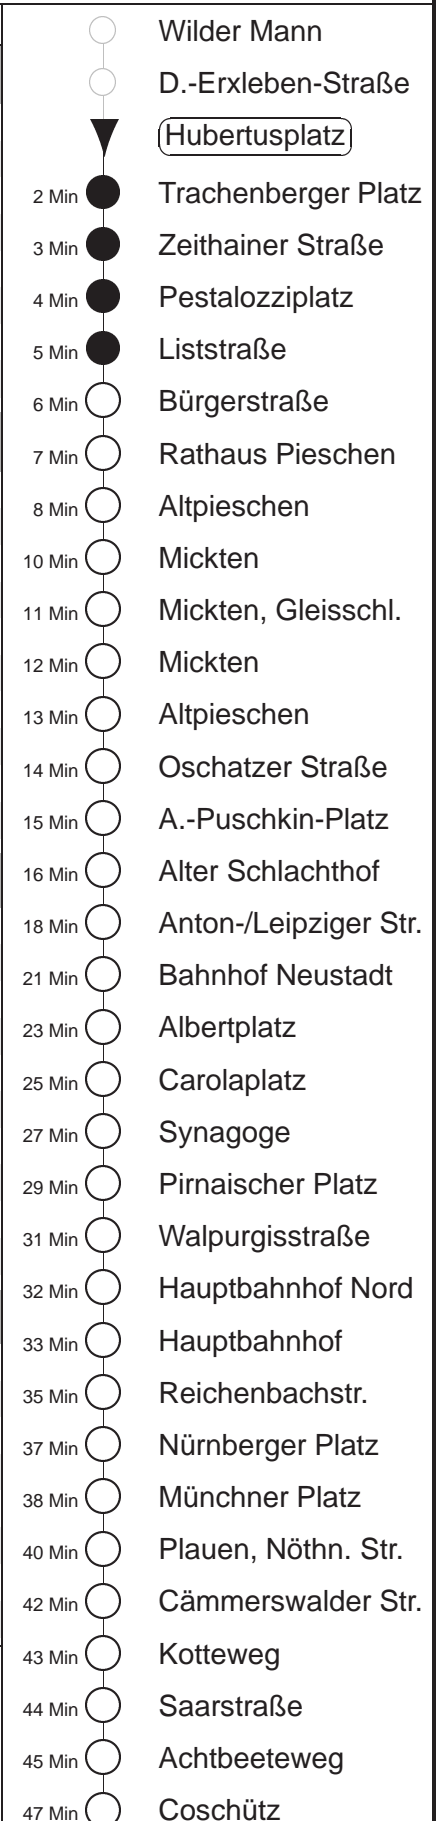 Wilder Mann
D.-Erxleben-Straße
Hubertusplatz
2 Min Trachenberger Platz
3 Min Zeithainer Straße
4 Min Pestalozziplatz
5 Min Liststraße
6 Min Bürgerstraße
7 Min Rathaus Pieschen
8 Min Altpieschen
10 Min Mickten
11 Min Mickten, Gleisschl.
12 Min Mickten
13 Min Altpieschen
14 Min Oschatzer Straße
15 Min A.-Puschkin-Platz
16 Min Alter Schlachthof
18 Min Anton-/Leipziger Str.
21 Min Bahnhof Neustadt
23 Min Albertplatz
25 Min Carolaplatz
27 Min Synagoge
29 Min Pirnaischer Platz
31 Min Walpurgisstraße
32 Min Hauptbahnhof Nord
33 Min Hauptbahnhof
35 Min Reichenbachstr.
37 Min Nürnberger Platz
38 Min Münchner Platz
40 Min Plauen, Nöthn. Str.
42 Min Cämmerswalder Str.
43 Min Kotteweg
44 Min Saarstraße
45 Min Achtbeeteweg
47 Min Coschütz